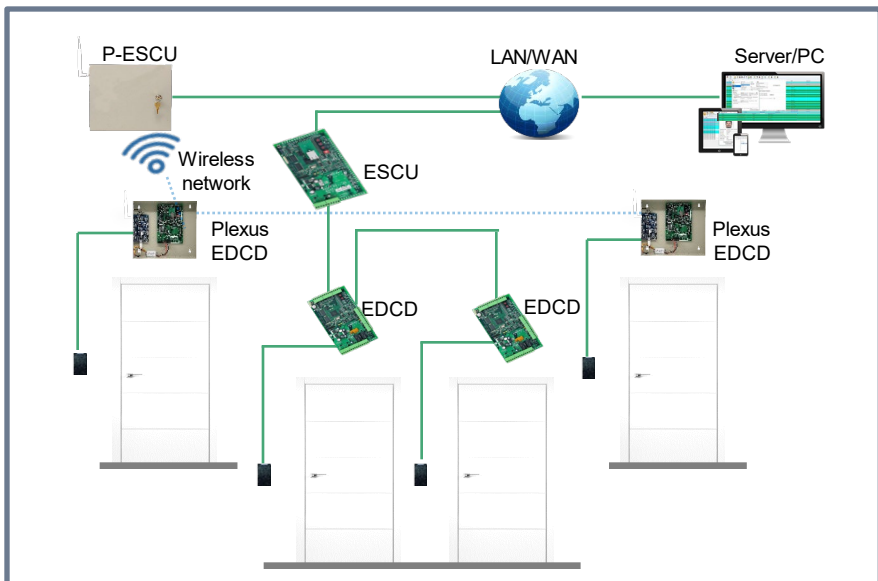 P-ESCU
LAN/WAN
Server/PC
Wireless
network
ESCU
Plexus
EDCD
Plexus
EDCD
EDCD
EDCD